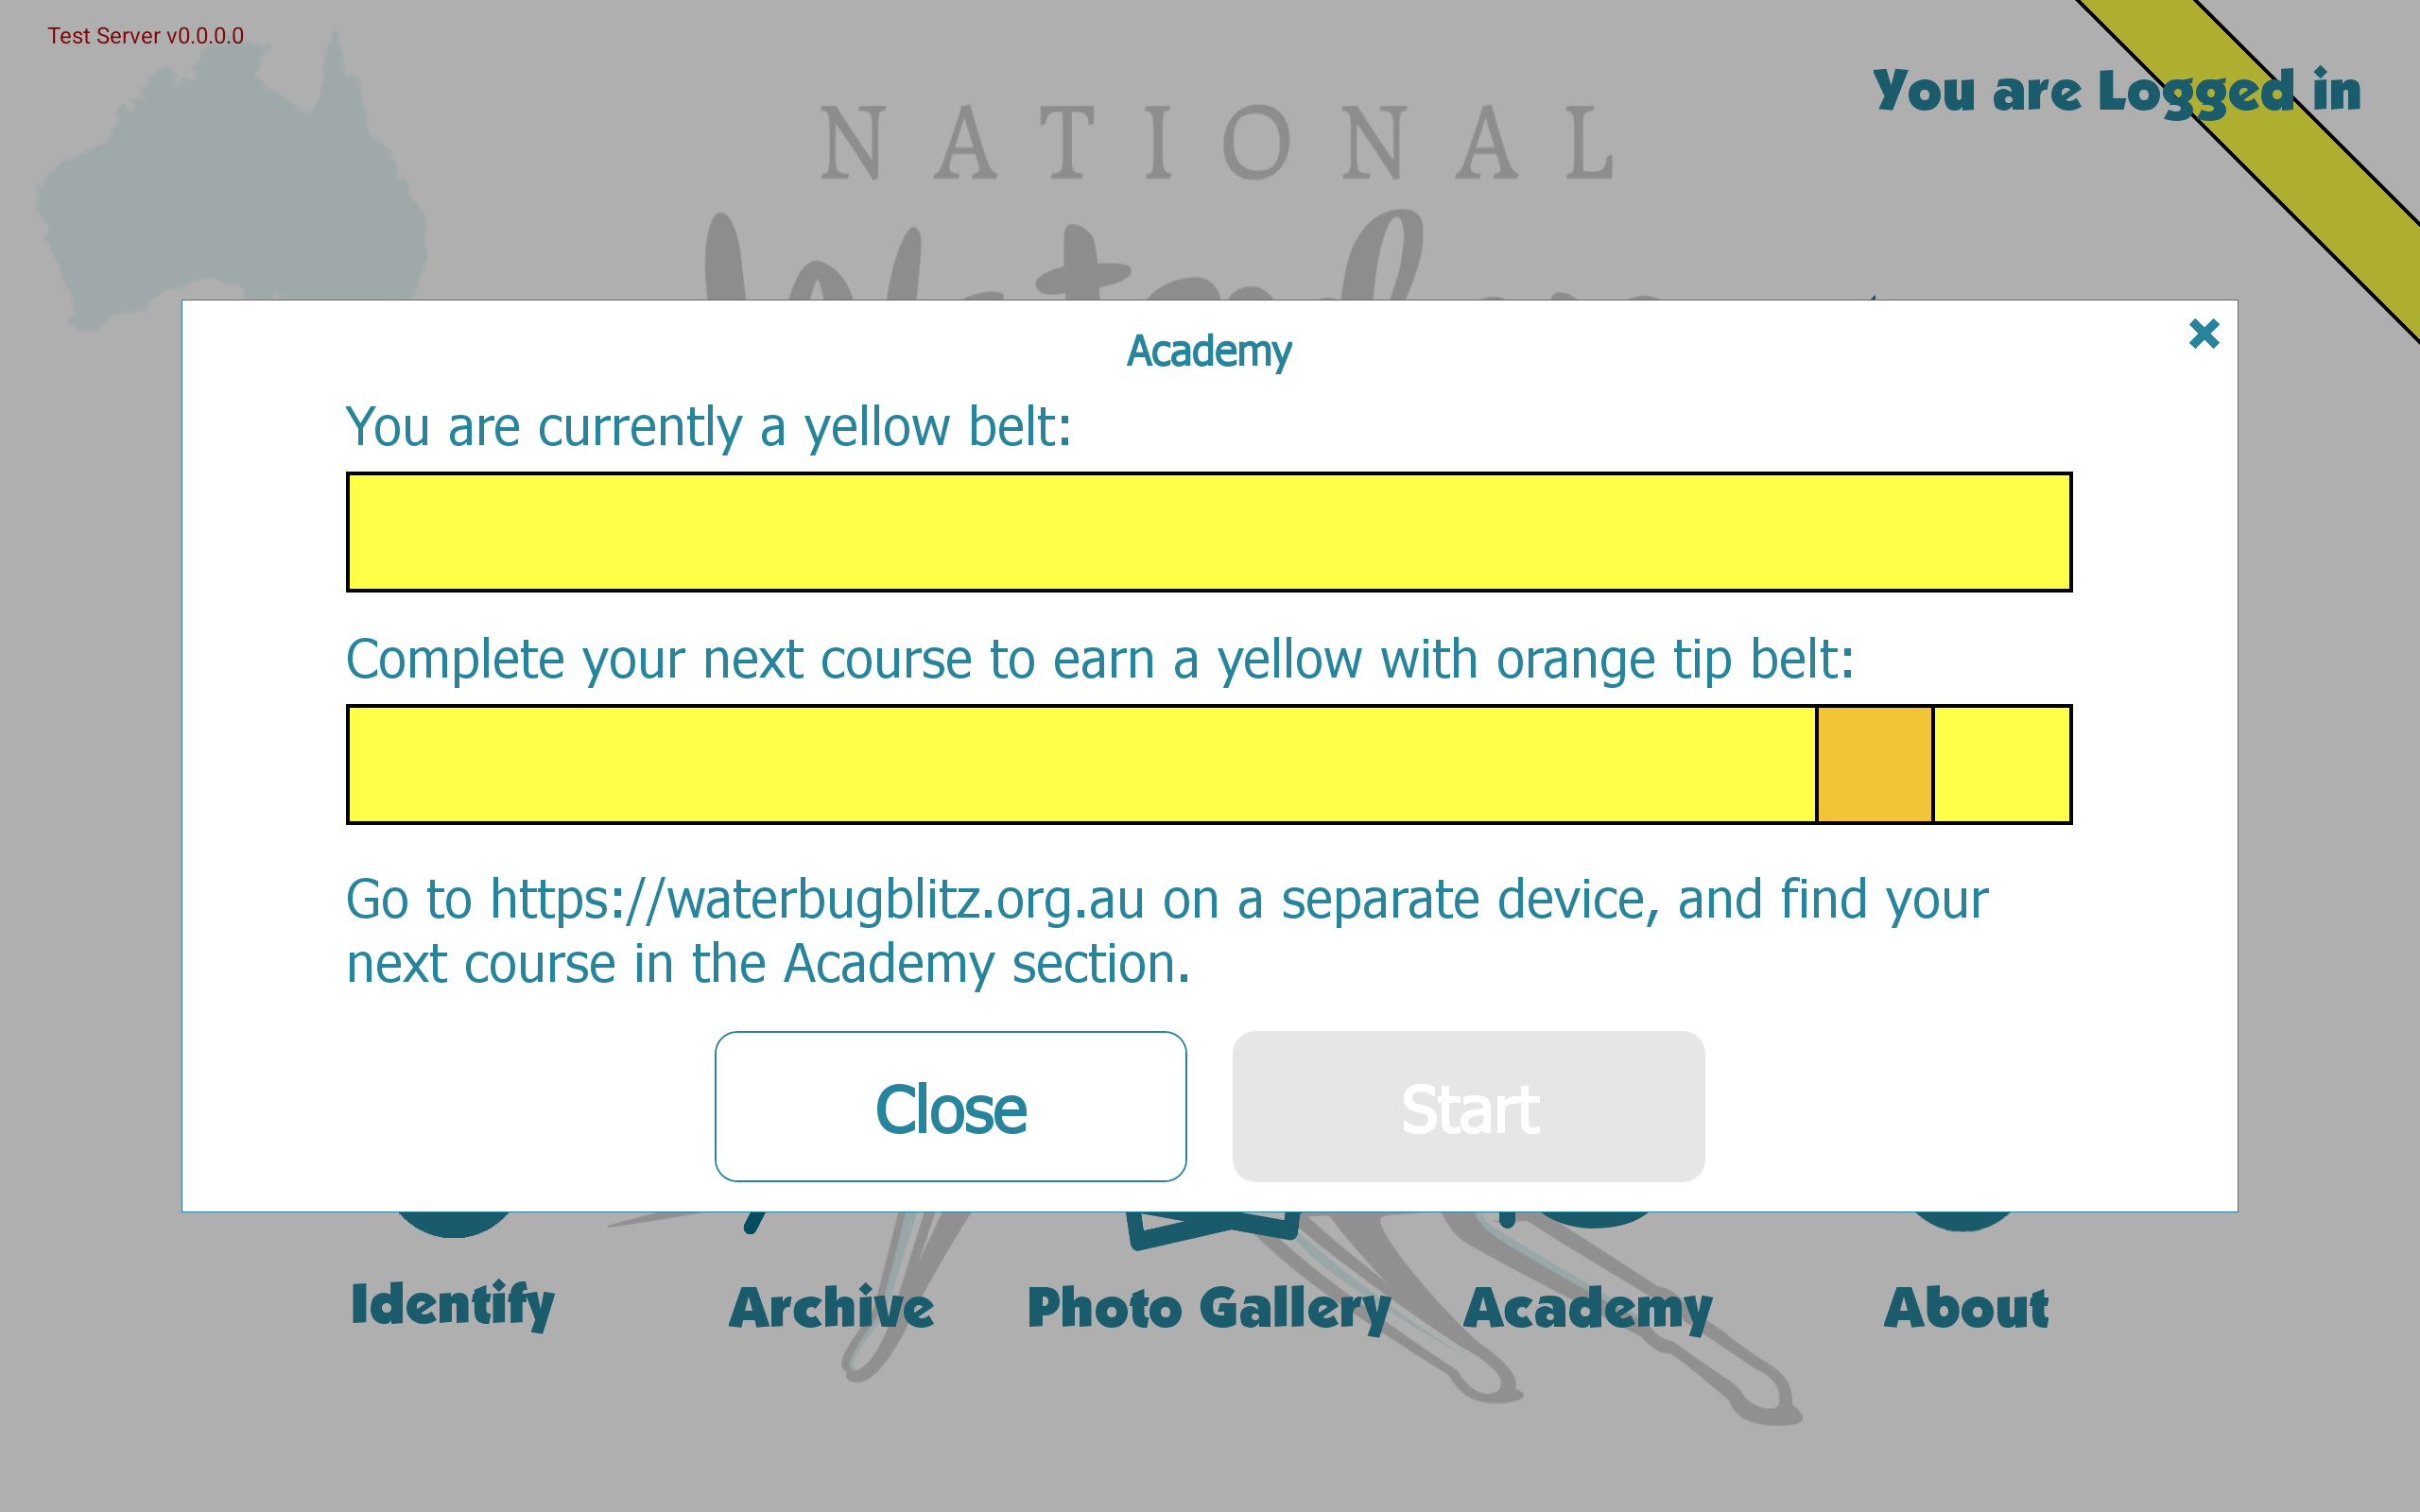 Test Server v0.0.0.0
You are Logged in
NATIONAL
Academy
You are currently a yellow belt:
Complete your next course to earn a yellow with orange tip belt:
Go to https://waterbugblitz.org.au on a separate device, and find your
next course in the Academy section.
Close
Start
Identify
Archive
Photo Gallery
Academy
About